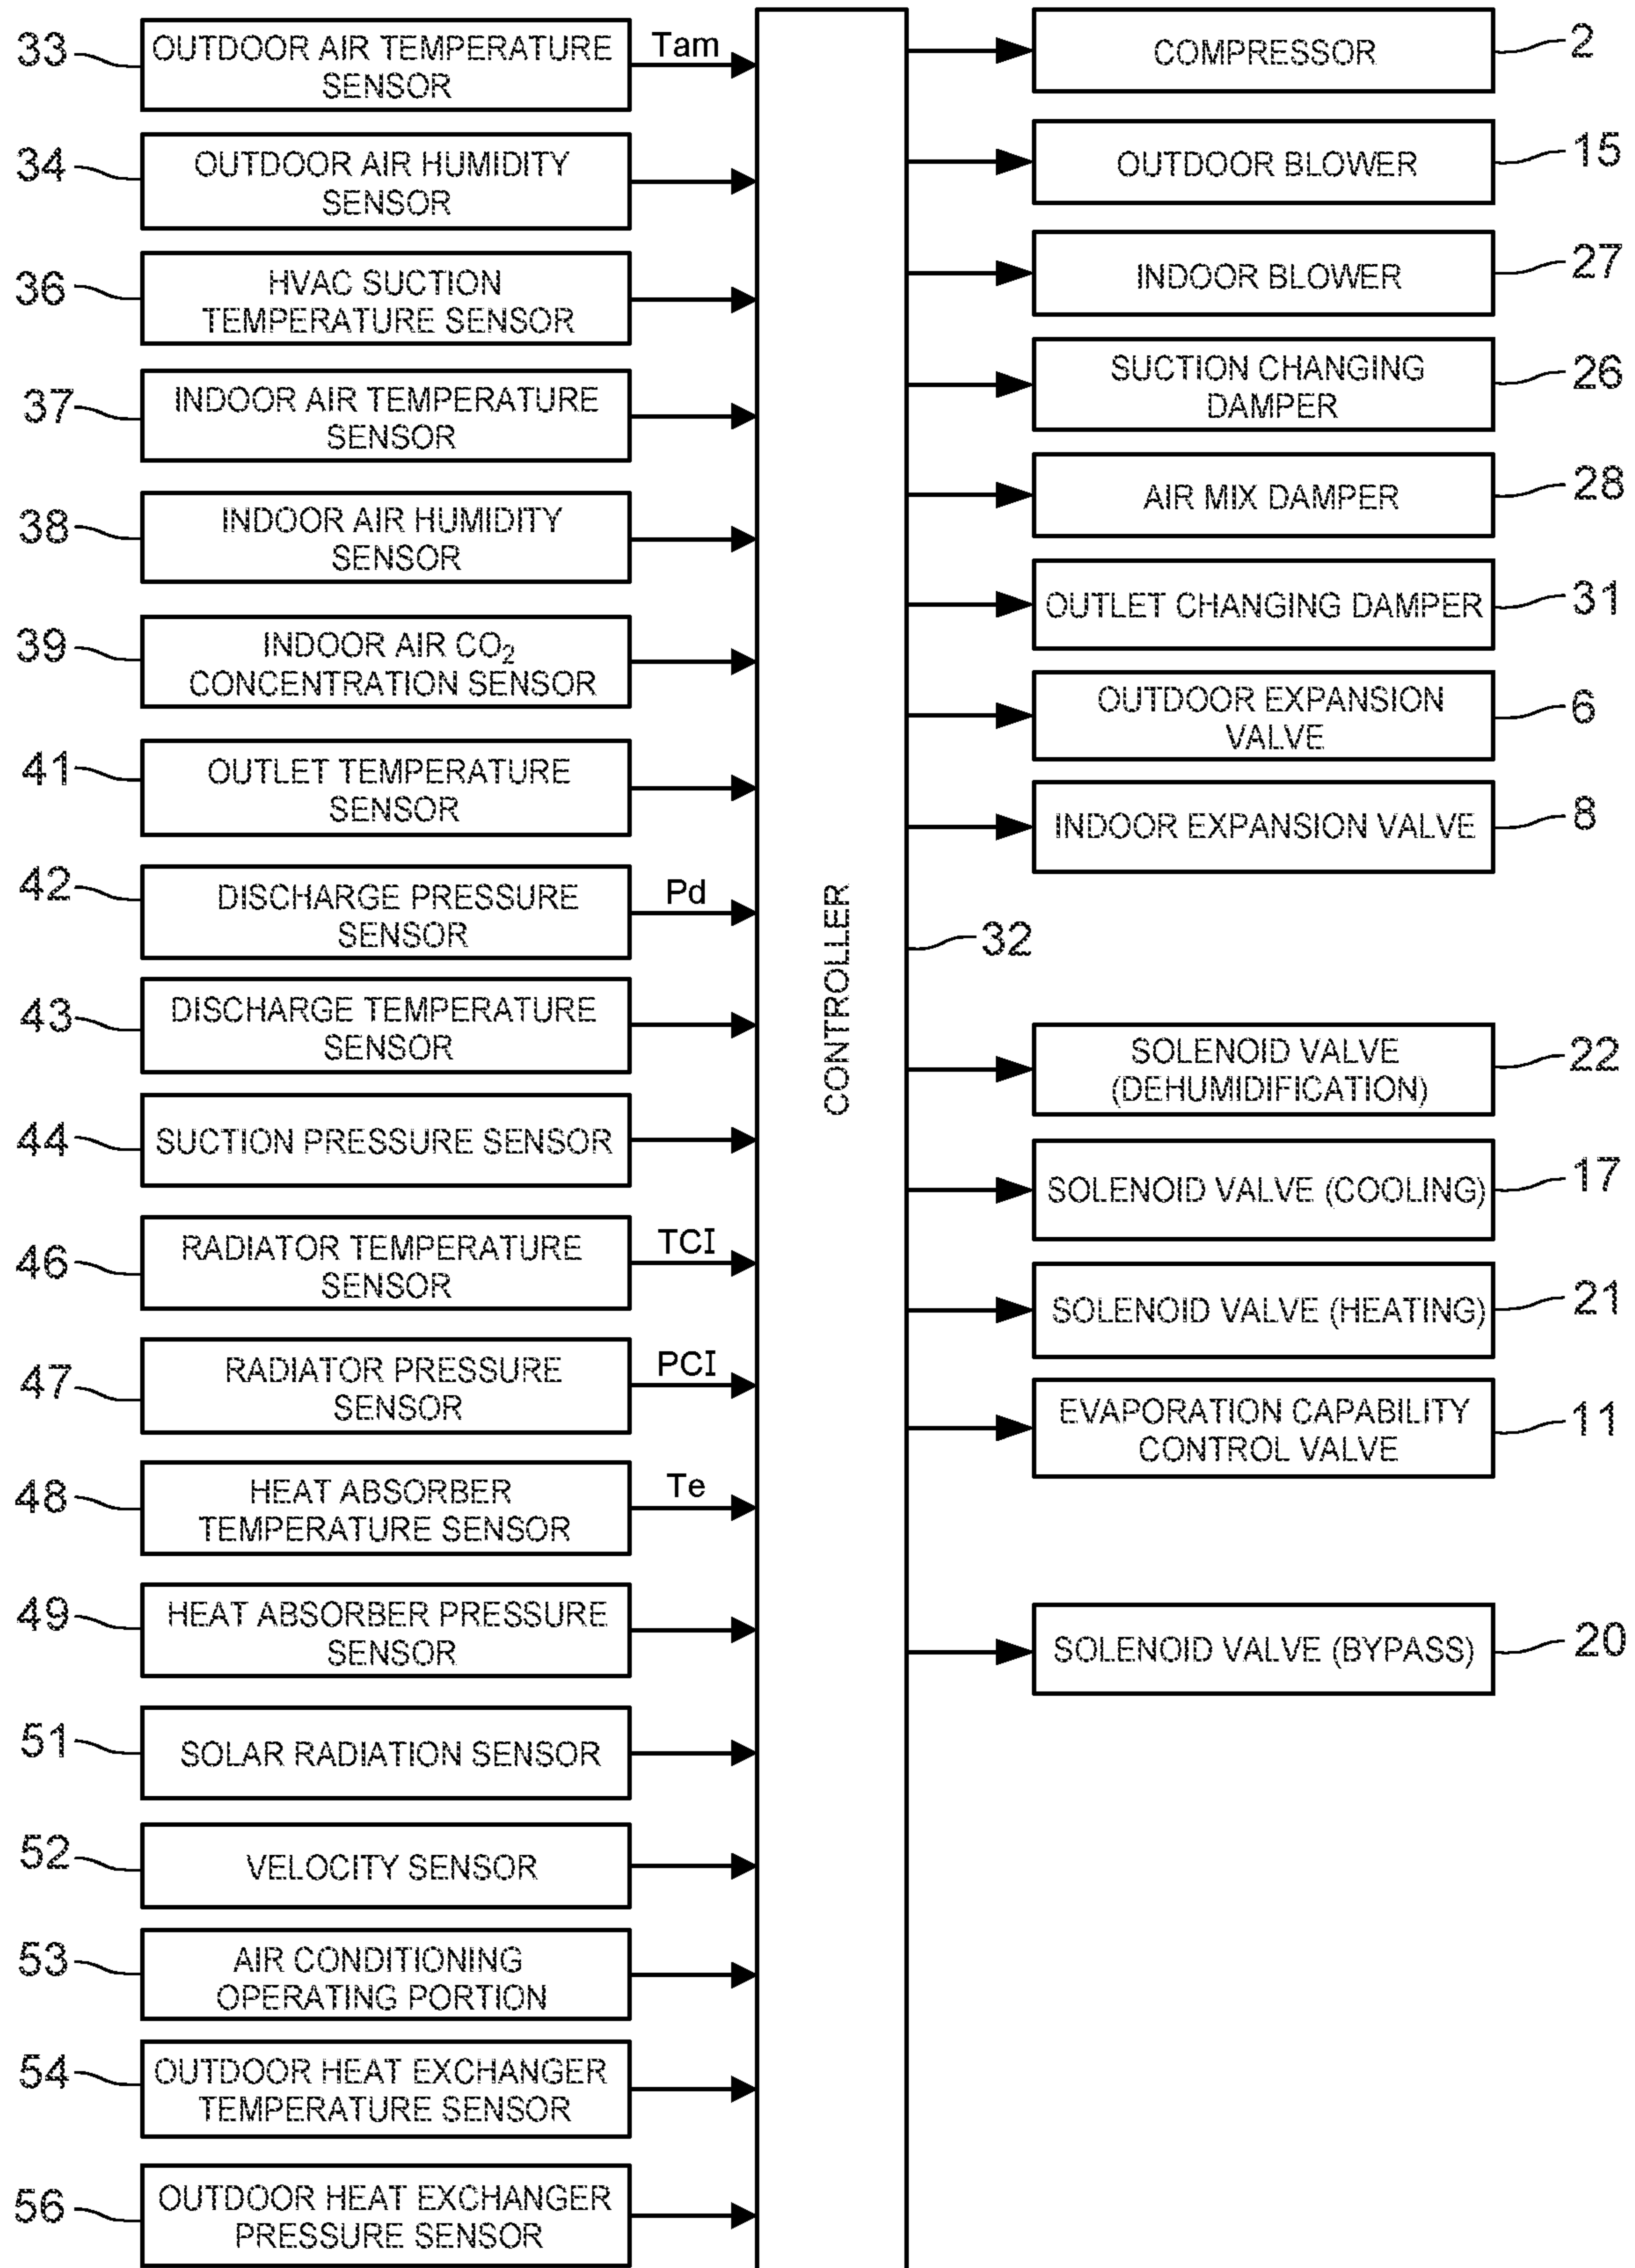 33
OUTDOOR AIR TEMPERATURE
SENSOR
Tam
34
OUTDOOR AIR HUMIDITY
SENSOR
36
HVAC SUCTION
TEMPERATURE SENSOR
37
INDOOR AIR TEMPERATURE
SENSOR
38
INDOOR AIR HUMIDITY
SENSOR
39
INDOOR AIR CO₂
CONCENTRATION SENSOR
41
OUTLET TEMPERATURE
SENSOR
42
DISCHARGE PRESSURE
SENSOR
Pd
43
DISCHARGE TEMPERATURE
SENSOR
44
SUCTION PRESSURE SENSOR
46
RADIATOR TEMPERATURE
SENSOR
TCI
47
RADIATOR PRESSURE
SENSOR
PCI
48
HEAT ABSORBER
TEMPERATURE SENSOR
Te
49
HEAT ABSORBER PRESSURE
SENSOR
51
SOLAR RADIATION SENSOR
52
VELOCITY SENSOR
53
AIR CONDITIONING
OPERATING PORTION
54
OUTDOOR HEAT EXCHANGER
TEMPERATURE SENSOR
56
OUTDOOR HEAT EXCHANGER
PRESSURE SENSOR
CONTROLLER
32
COMPRESSOR
2
OUTDOOR BLOWER
15
INDOOR BLOWER
27
SUCTION CHANGING
DAMPER
26
AIR MIX DAMPER
28
OUTLET CHANGING DAMPER
31
OUTDOOR EXPANSION
VALVE
6
INDOOR EXPANSION VALVE
8
SOLENOID VALVE
(DEHUMIDIFICATION)
22
SOLENOID VALVE (COOLING)
17
SOLENOID VALVE (HEATING)
21
EVAPORATION CAPABILITY
CONTROL VALVE
11
SOLENOID VALVE (BYPASS)
20